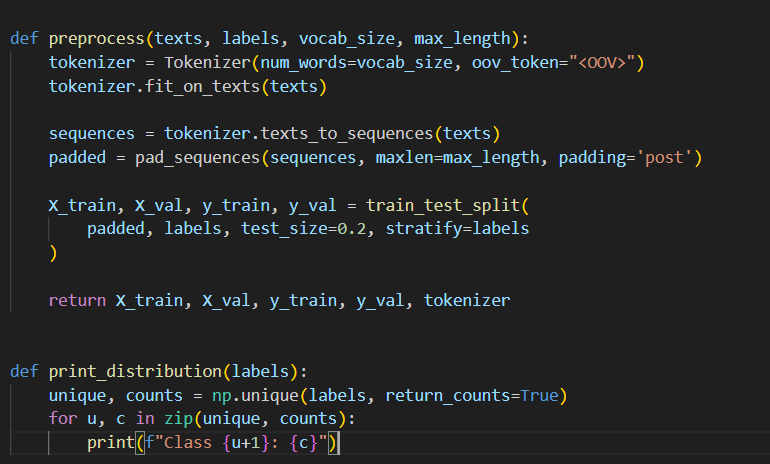 def preprocess(texts, labels, vocab_size, max_length):
    tokenizer = Tokenizer(num_words=vocab_size, oov_token="<OOV>")
    tokenizer.fit_on_texts(texts)

    sequences = tokenizer.texts_to_sequences(texts)
    padded = pad_sequences(sequences, maxlen=max_length, padding='post')

    X_train, X_val, y_train, y_val = train_test_split(
        padded, labels, test_size=0.2, stratify=labels
    )

    return X_train, X_val, y_train, y_val, tokenizer


def print_distribution(labels):
    unique, counts = np.unique(labels, return_counts=True)
    for u, c in zip(unique, counts):
        print(f"Class {u+1}: {c}")